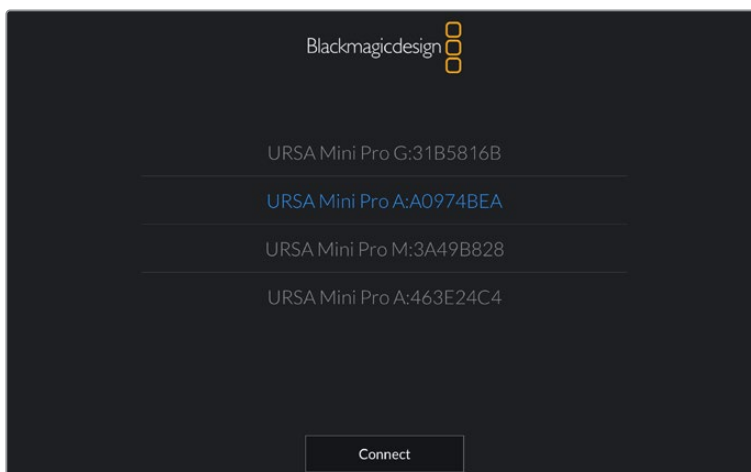 Blackmagicdesign
URSA Mini Pro G:31B5816B
URSA Mini Pro A:A0974BEA
URSA Mini Pro M:3A49B828
URSA Mini Pro A:463E24C4
Connect